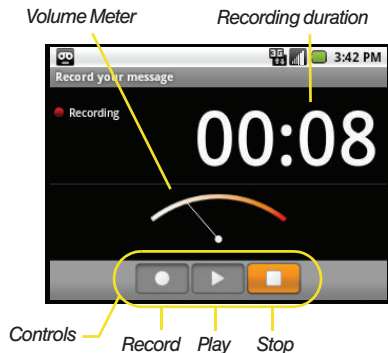 Volume Meter Recording duration
3G 3:42 PM
Record your message
Recording
00:08
Controls Record Play Stop